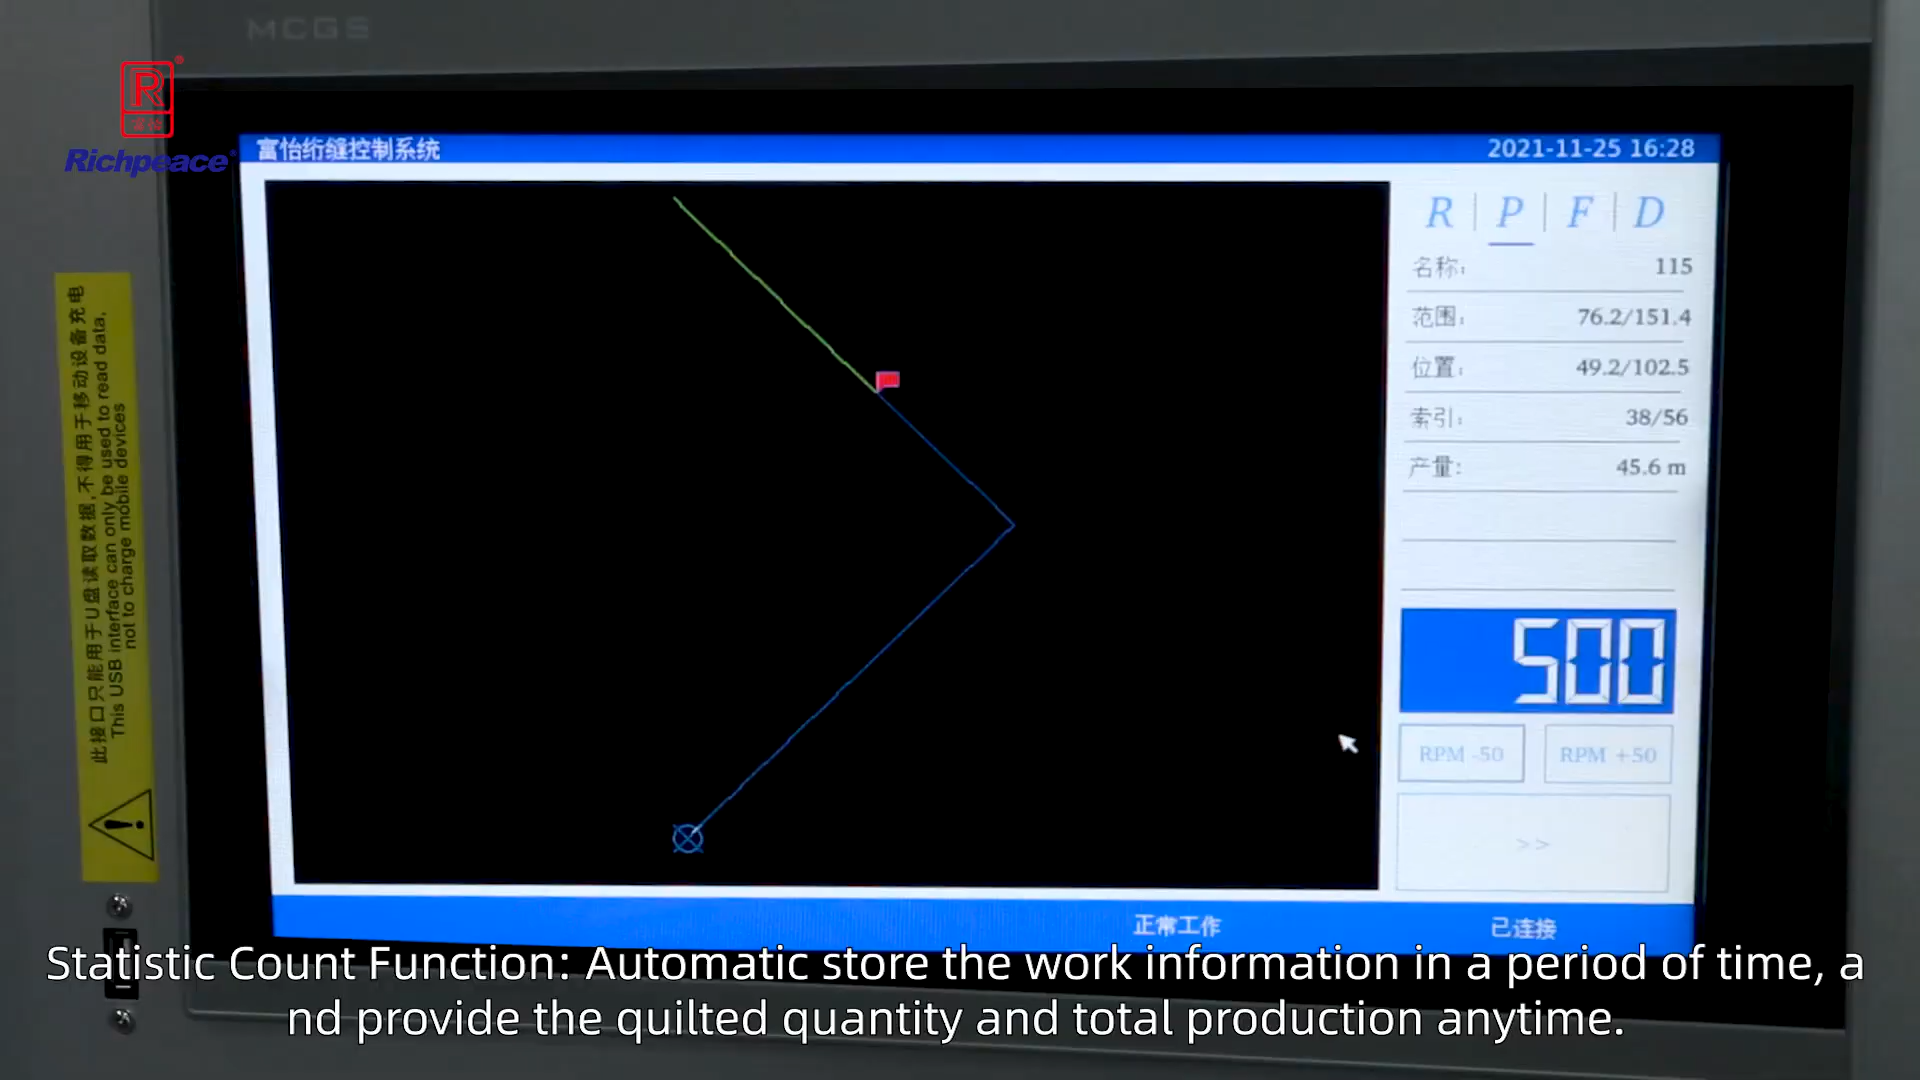 MCGS
R
®
富怡
Richpeace
富怡绗缝控制系统
2021-11-25 16:28
R P F D
名称: 115
范围: 76.2/151.4
位置: 49.2/102.5
索引: 38/56
产量: 45.6 m
500
RPM -50
RPM +50
>>
正常工作
已连接
此接口只能用于U盘读取数据,不得用于移动设备充电
This USB interface can only be used to read data,
not to charge mobile devices
Statistic Count Function: Automatic store the work information in a period of time, a
nd provide the quilted quantity and total production anytime.